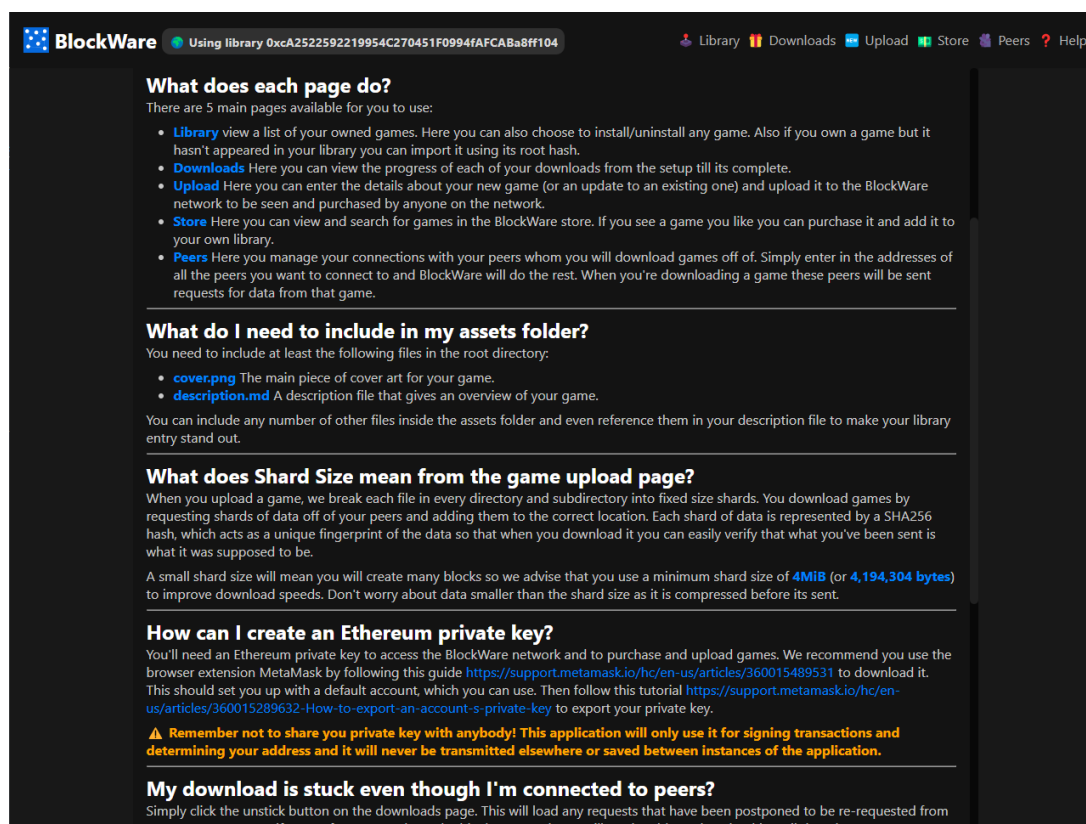 BlockWare
Using library 0xcA2522592219954C270451F0994fAFCABa8ff104
Library Downloads Upload Store Peers Help
What does each page do?
There are 5 main pages available for you to use:
• Library view a list of your owned games. Here you can also choose to install/uninstall any game. Also if you own a game but it
hasn't appeared in your library you can import it using its root hash.
• Downloads Here you can view the progress of each of your downloads from the setup till its complete.
• Upload Here you can enter the details about your new game (or an update to an existing one) and upload it to the BlockWare
network to be seen and purchased by anyone on the network.
• Store Here you can view and search for games in the BlockWare store. If you see a game you like you can purchase it and add it to
your own library.
• Peers Here you manage your connections with your peers whom you will download games off of. Simply enter in the addresses of
all the peers you want to connect to and BlockWare will do the rest. When you're downloading a game these peers will be sent
requests for data from that game.
What do I need to include in my assets folder?
You need to include at least the following files in the root directory:
• cover.png The main piece of cover art for your game.
• description.md A description file that gives an overview of your game.
You can include any number of other files inside the assets folder and even reference them in your description file to make your library
entry stand out.
What does Shard Size mean from the game upload page?
When you upload a game, we break each file in every directory and subdirectory into fixed size shards. You download games by
requesting shards of data off of your peers and adding them to the correct location. Each shard of data is represented by a SHA256
hash, which acts as a unique fingerprint of the data so that when you download it you can easily verify that what you've been sent is
what it was supposed to be.
A small shard size will mean you will create many blocks so we advise that you use a minimum shard size of 4MiB (or 4,194,304 bytes)
to improve download speeds. Don't worry about data smaller than the shard size as it is compressed before its sent.
How can I create an Ethereum private key?
You'll need an Ethereum private key to access the BlockWare network and to purchase and upload games. We recommend you use the
browser extension MetaMask by following this guide https://support.metamask.io/hc/en-us/articles/360015489531 to download it.
This should set you up with a default account, which you can use. Then follow this tutorial https://support.metamask.io/hc/en-
us/articles/360015289632-How-to-export-an-account-s-private-key to export your private key.
⚠ Remember not to share you private key with anybody! This application will only use it for signing transactions and
determining your address and it will never be transmitted elsewhere or saved between instances of the application.
My download is stuck even though I'm connected to peers?
Simply click the unstick button on the downloads page. This will load any requests that have been postponed to be re-requested from